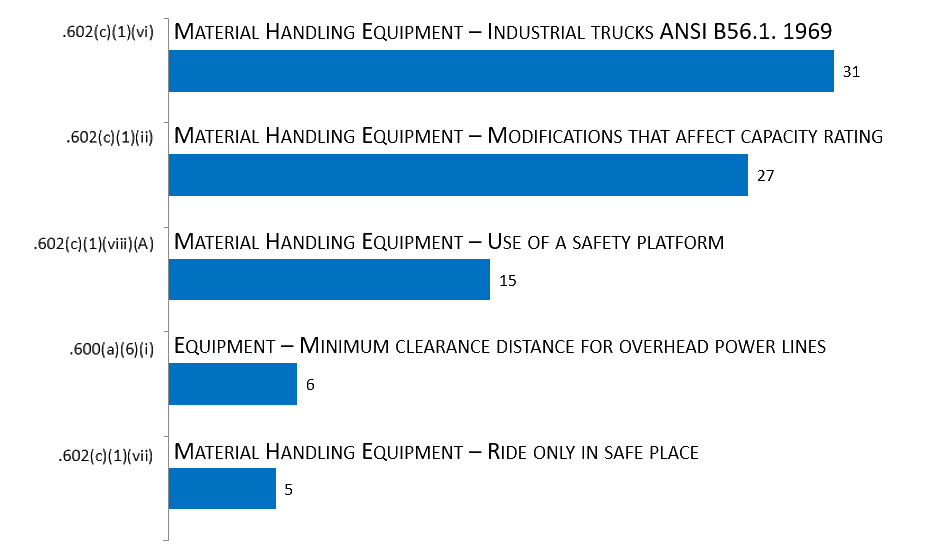 .602(c)(1)(vi) Material Handling Equipment – Industrial trucks ANSI B56.1. 1969
31
.602(c)(1)(ii) Material Handling Equipment – Modifications that affect capacity rating
27
.602(c)(1)(viii)(A) Material Handling Equipment – Use of a safety platform
15
.600(a)(6)(i) Equipment – Minimum clearance distance for overhead power lines
6
.602(c)(1)(vii) Material Handling Equipment – Ride only in safe place
5